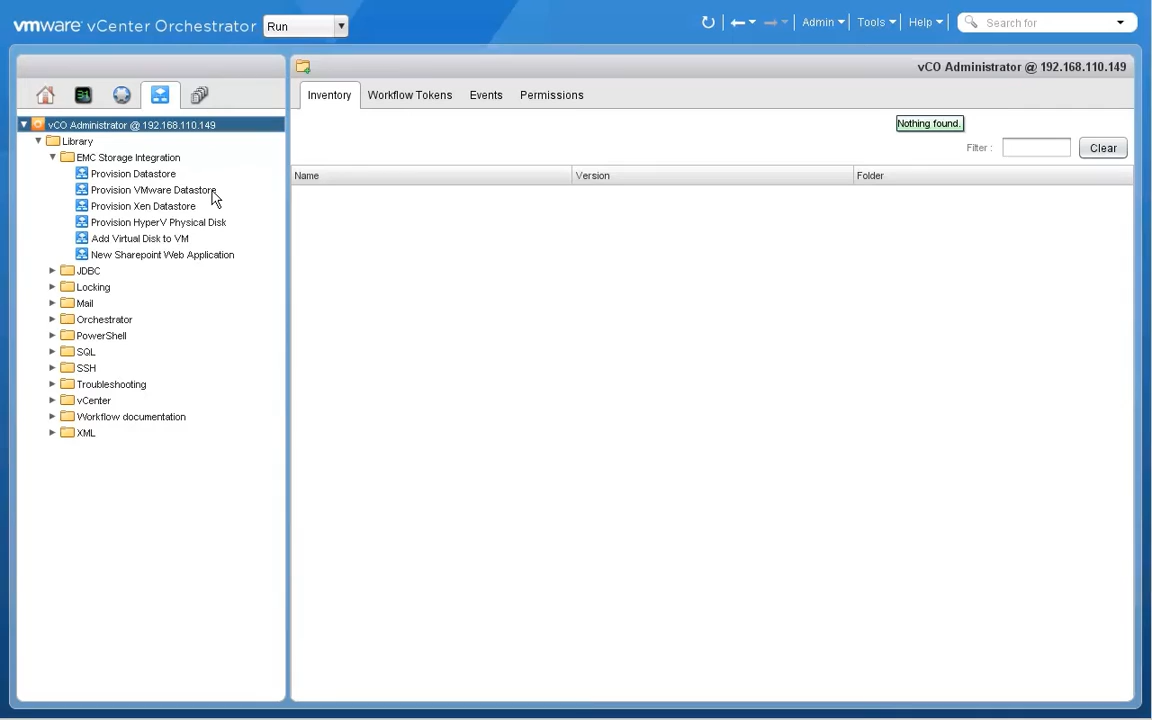 vmware vCenter Orchestrator Run Admin Tools Help Search for
vCO Administrator @ 192.168.110.149
Inventory Workflow Tokens Events Permissions
vCO Administrator @ 192.168.110.149
Library
EMC Storage Integration
Provision Datastore
Provision VMware Datastore
Provision Xen Datastore
Provision HyperV Physical Disk
Add Virtual Disk to VM
New Sharepoint Web Application
JDBC
Locking
Mail
Orchestrator
PowerShell
SQL
SSH
Troubleshooting
vCenter
Workflow documentation
XML
Nothing found.
Filter : Clear
Name Version Folder